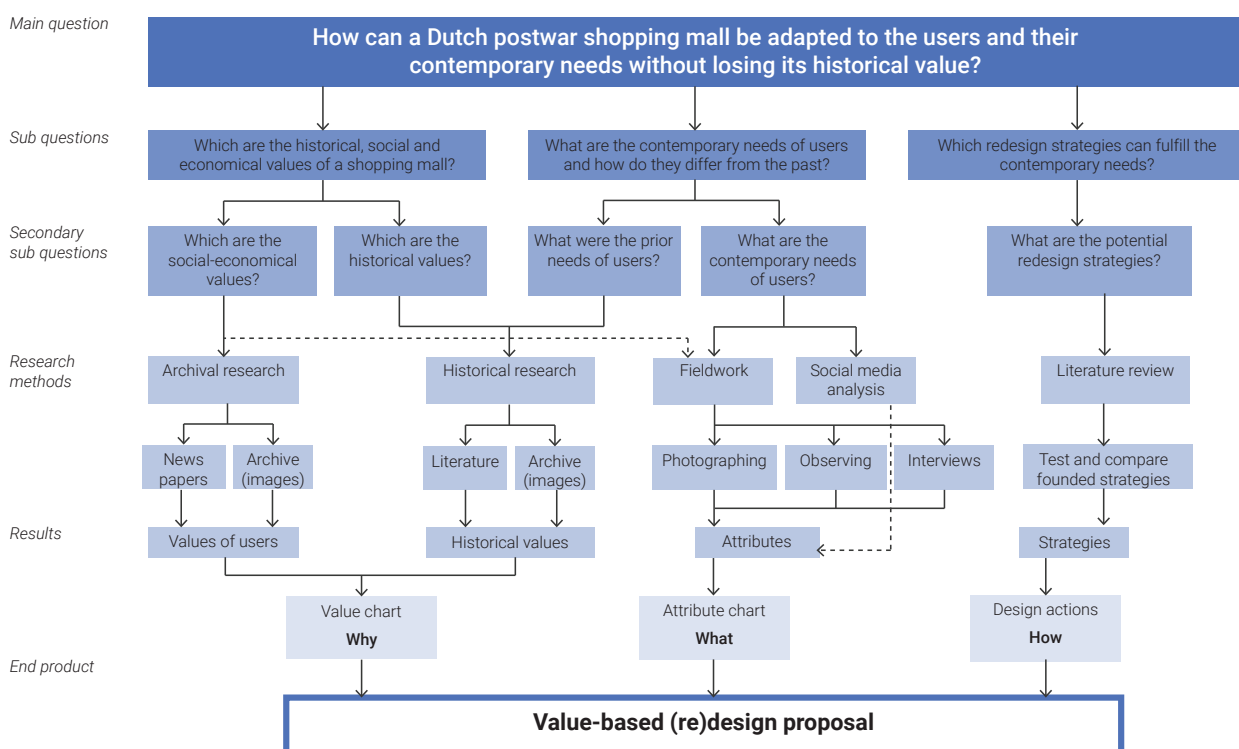 Main question
How can a Dutch postwar shopping mall be adapted to the users and their
contemporary needs without losing its historical value?
Sub questions
Which are the historical, social and
economical values of a shopping mall?
What are the contemporary needs of users
and how do they differ from the past?
Which redesign strategies can fulfill the
contemporary needs?
Secondary
sub questions
Which are the
social-economical
values?
Which are the
historical values?
What were the prior
needs of users?
What are the
contemporary needs
of users?
What are the potential
redesign strategies?
Research
methods
Archival research
Historical research
Fieldwork
Social media
analysis
Literature review
News
papers
Archive
(images)
Literature
Archive
(images)
Photographing
Observing
Interviews
Test and compare
founded strategies
Results
Values of users
Historical values
Attributes
Strategies
Value chart
Why
Attribute chart
What
Design actions
How
End product
Value-based (re)design proposal